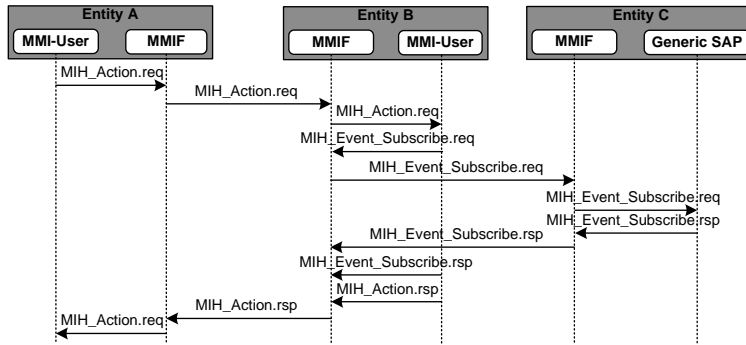 Entity A
Entity B
Entity C
MMI-User
MMIF
MMIF
MMI-User
MMIF
Generic SAP
MIH_Action.req
MIH_Action.req
MIH_Action.req
MIH_Event_Subscribe.req
MIH_Event_Subscribe.req
MIH_Event_Subscribe.req
MIH_Event_Subscribe.rsp
MIH_Event_Subscribe.rsp
MIH_Event_Subscribe.rsp
MIH_Action.rsp
MIH_Action.rsp
MIH_Action.req